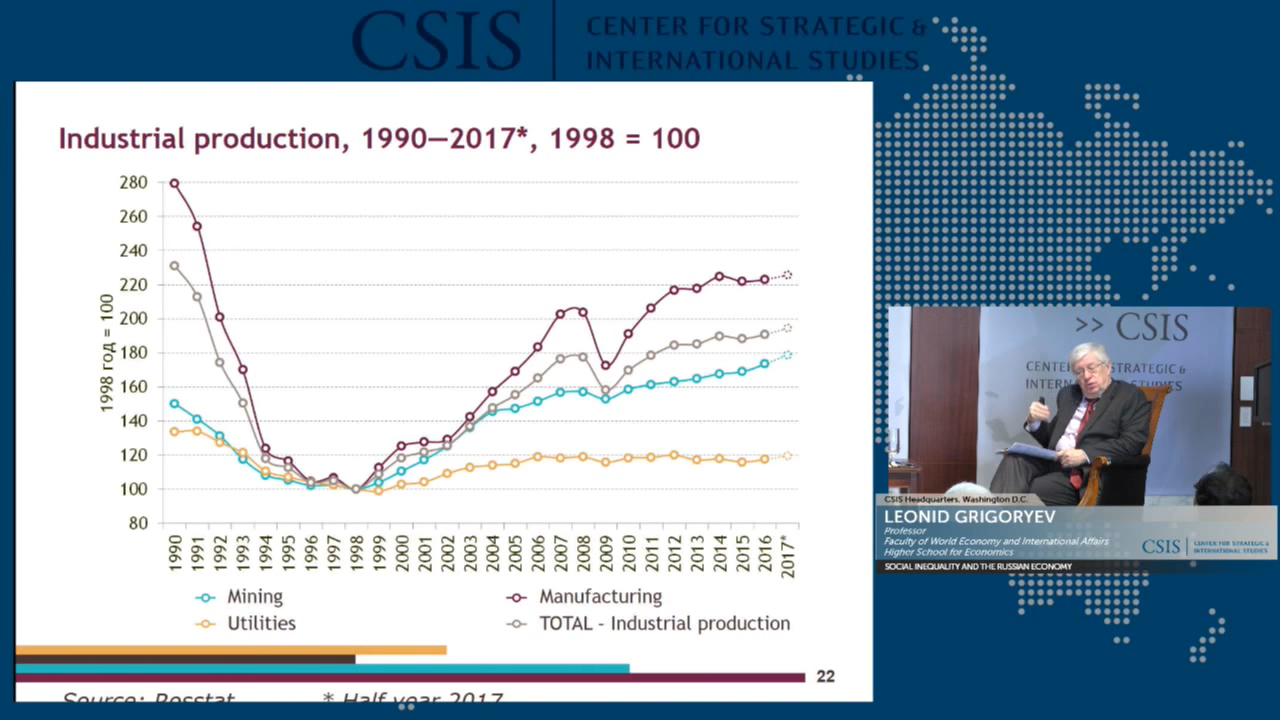 CSIS
CENTER FOR STRATEGIC &
INTERNATIONAL STUDIES
Industrial production, 1990—2017*, 1998 = 100
1998 год = 100
280
260
240
220
200
180
160
140
120
100
80
1990
1991
1992
1993
1994
1995
1996
1997
1998
1999
2000
2001
2002
2003
2004
2005
2006
2007
2008
2009
2010
2011
2012
2013
2014
2015
2016
2017*
Mining
Manufacturing
Utilities
TOTAL - Industrial production
22
Source: Rosstat
* Half year 2017
>> CSIS
CENTER STRATEGIC &
STUDIES
CSIS Headquarters, Washington D.C.
LEONID GRIGORYEV
Professor
Faculty of World Economy and International Affairs
Higher School for Economics
CSIS
CENTER FOR STRATEGIC &
INTERNATIONAL STUDIES
SOCIAL INEQUALITY AND THE RUSSIAN ECONOMY